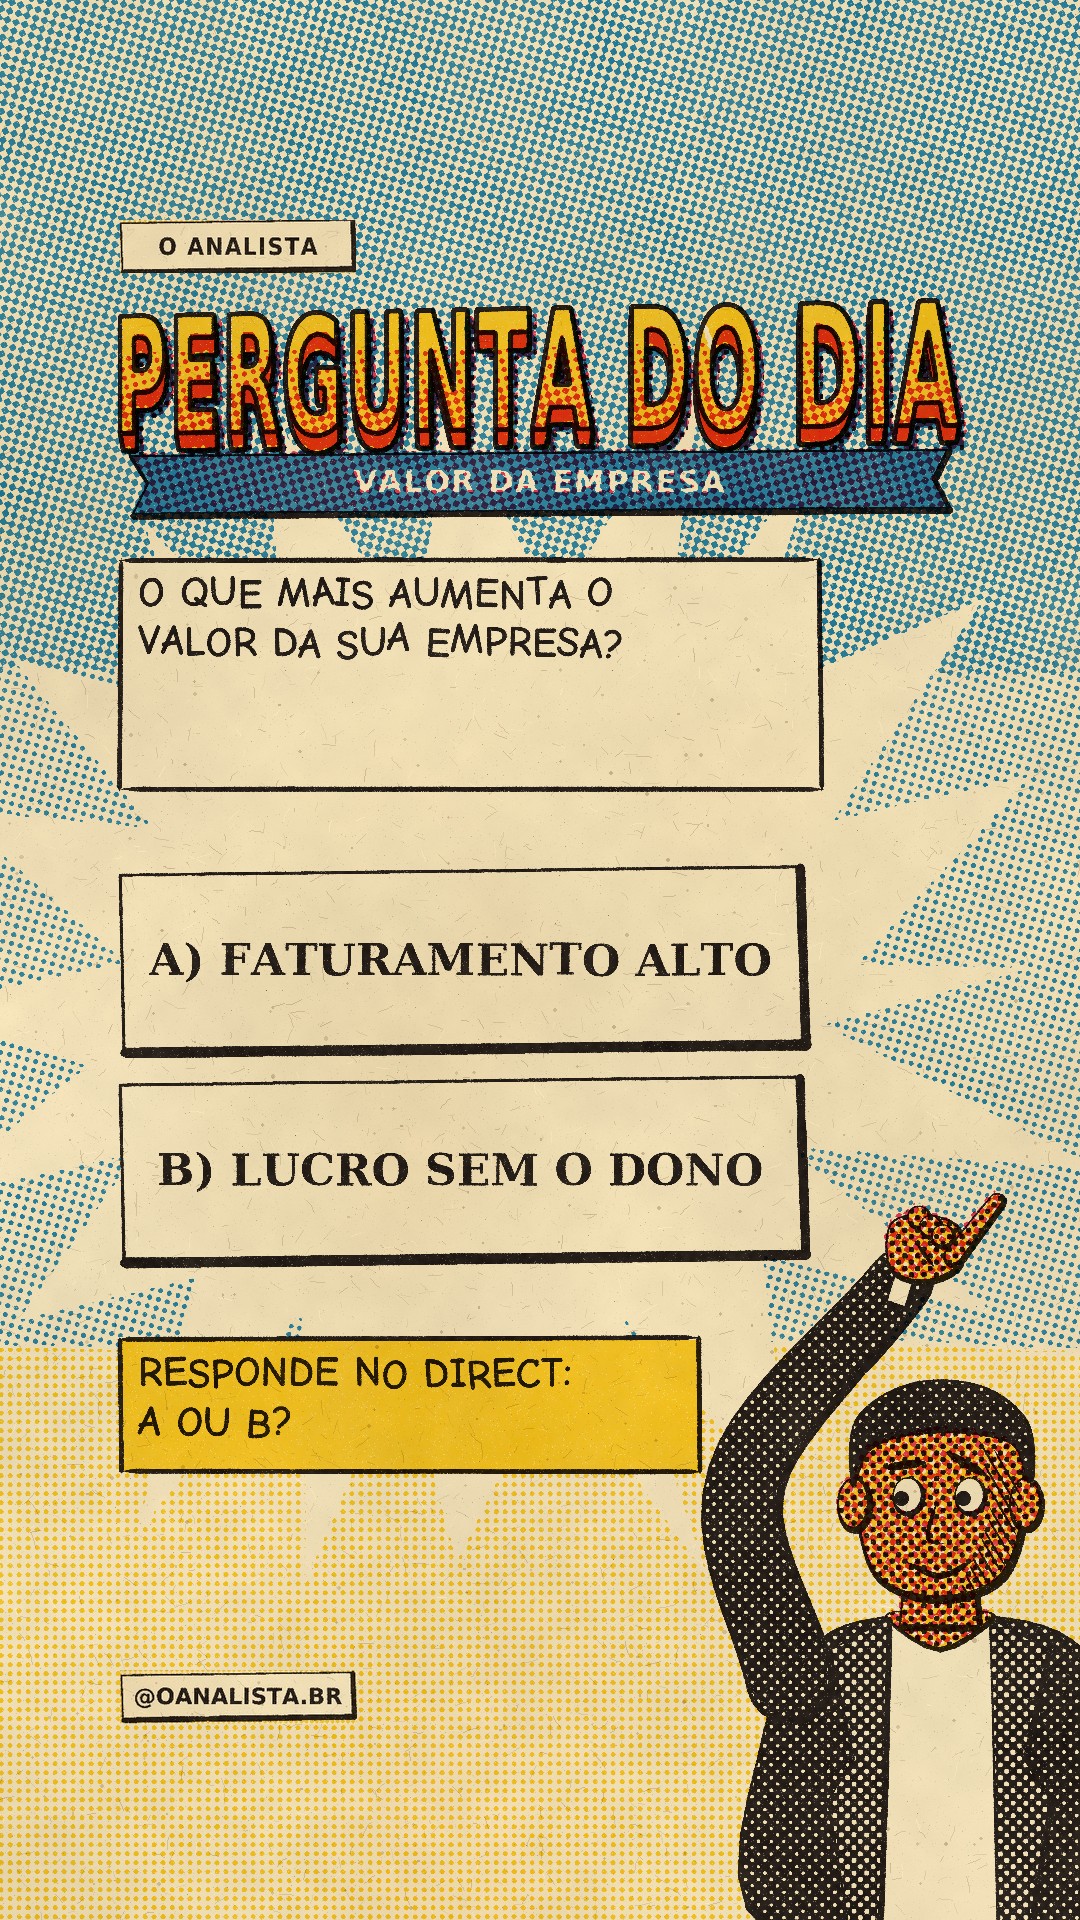 O ANALISTA
PERGUNTA DO DIA
VALOR DA EMPRESA
O QUE MAIS AUMENTA O
VALOR DA SUA EMPRESA?
A) FATURAMENTO ALTO
B) LUCRO SEM O DONO
RESPONDE NO DIRECT:
A OU B?
@OANALISTA.BR